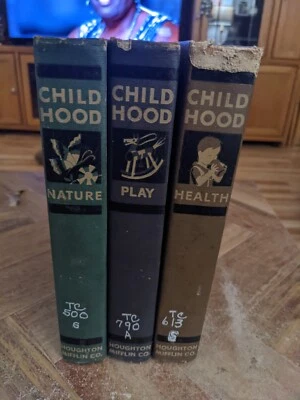 CHILD
HOOD
NATURE
TC
500
HOUGHTON
MIFFLIN CO.
CHILD
HOOD
PLAY
TC
790
A
HOUGHTON
MIFFLIN CO.
CHILD
HOOD
HEALTH
TC
613
HOUGHTON
MIFFLIN CO.